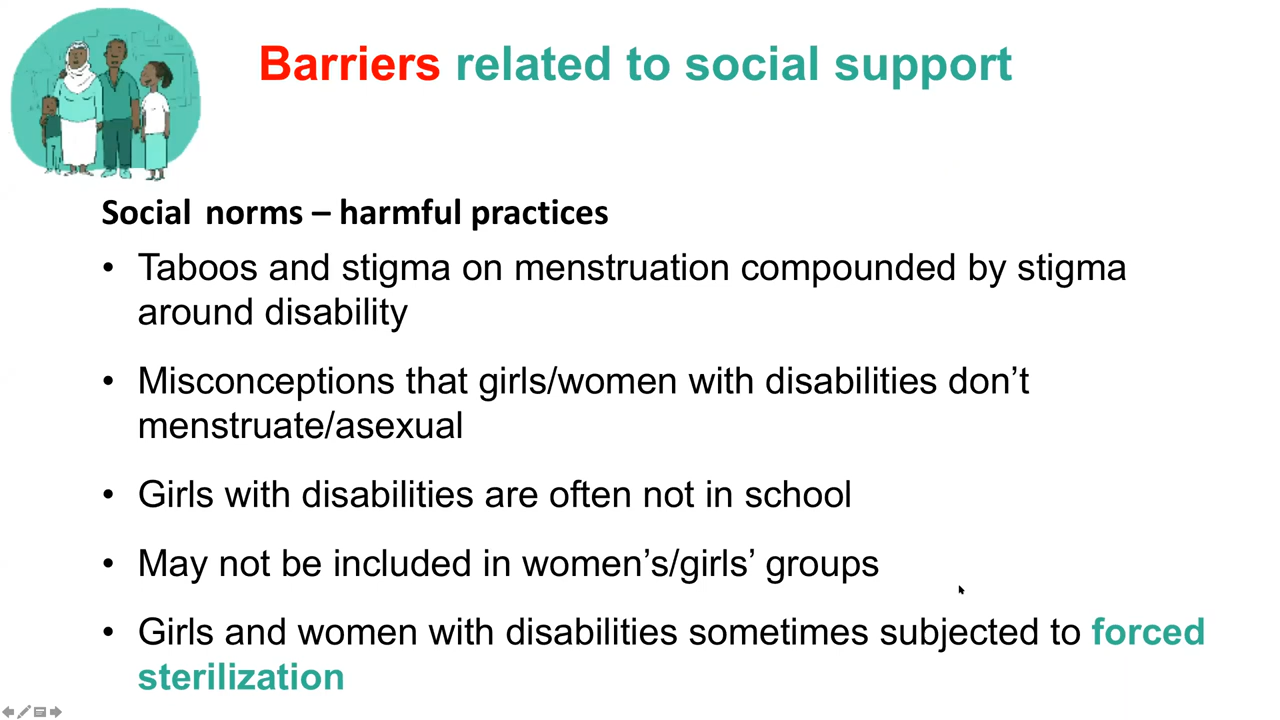 Barriers related to social support
Social norms – harmful practices
• Taboos and stigma on menstruation compounded by stigma
around disability
• Misconceptions that girls/women with disabilities don’t
menstruate/asexual
• Girls with disabilities are often not in school
• May not be included in women’s/girls’ groups
• Girls and women with disabilities sometimes subjected to forced
sterilization